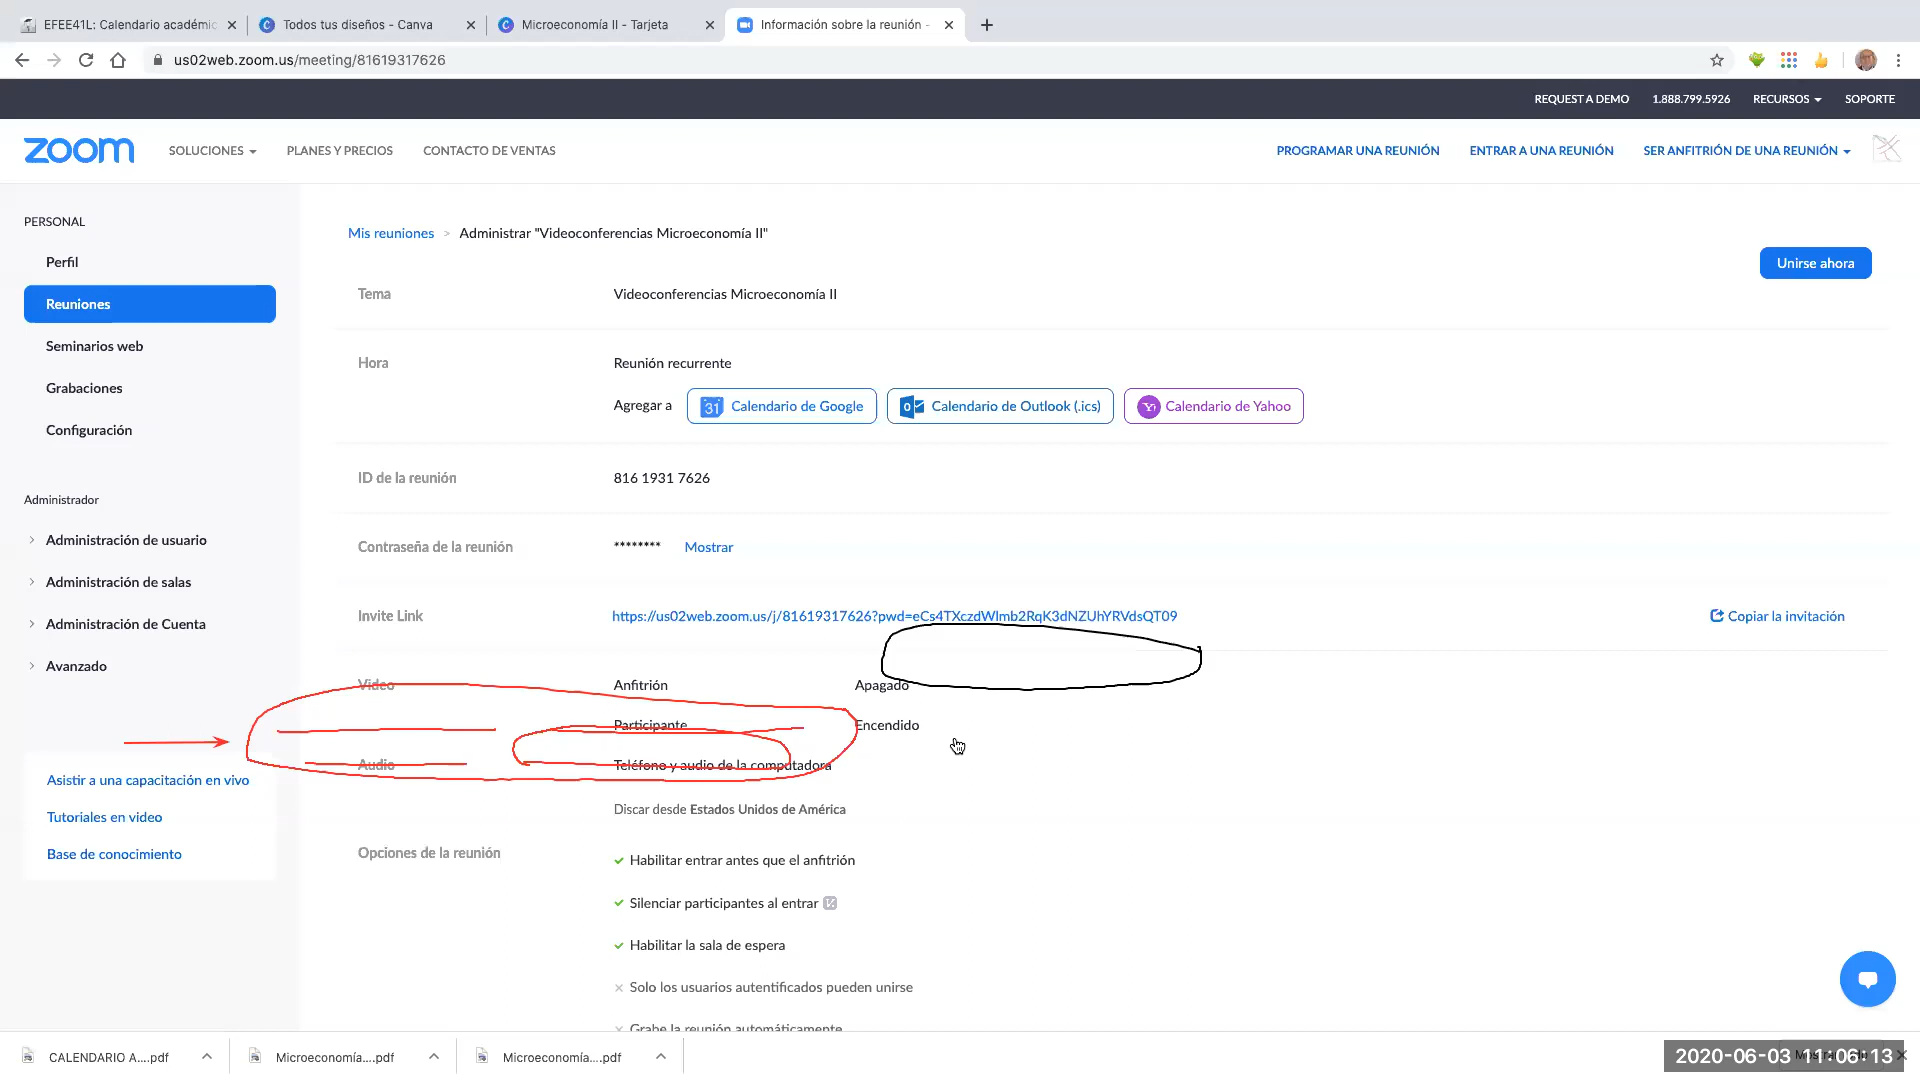 EFEE41L: Calendario académic
Todos tus diseños - Canva
Microeconomía II - Tarjeta
Información sobre la reunión -
us02web.zoom.us/meeting/81619317626
REQUEST A DEMO 1.888.799.5926 RECURSOS SOPORTE
zoom SOLUCIONES PLANES Y PRECIOS CONTACTO DE VENTAS PROGRAMAR UNA REUNIÓN ENTRAR A UNA REUNIÓN SER ANFITRIÓN DE UNA REUNIÓN
PERSONAL
Perfil
Reuniones
Seminarios web
Grabaciones
Configuración
Administrador
Administración de usuario
Administración de salas
Administración de Cuenta
Avanzado
Asistir a una capacitación en vivo
Tutoriales en video
Base de conocimiento
Mis reuniones > Administrar "Videoconferencias Microeconomía II"
Unirse ahora
Tema Videoconferencias Microeconomía II
Hora Reunión recurrente
Agregar a 31 Calendario de Google Calendario de Outlook (.ics) Calendario de Yahoo
ID de la reunión 816 1931 7626
Contraseña de la reunión ******** Mostrar
Invite Link https://us02web.zoom.us/j/81619317626?pwd=eCs4TXczdWlmb2RqK3dNZUhYRVdsQT09 Copiar la invitación
Video Anfitrión Apagado
Participante Encendido
Audio Teléfono y audio de la computadora
Discar desde Estados Unidos de América
Opciones de la reunión Habilitar entrar antes que el anfitrión
Silenciar participantes al entrar
Habilitar la sala de espera
Solo los usuarios autentificados pueden unirse
Grabe la reunión automáticamente
CALENDARIO A....pdf
Microeconomía....pdf
Microeconomía....pdf
2020-06-03 11:06:13